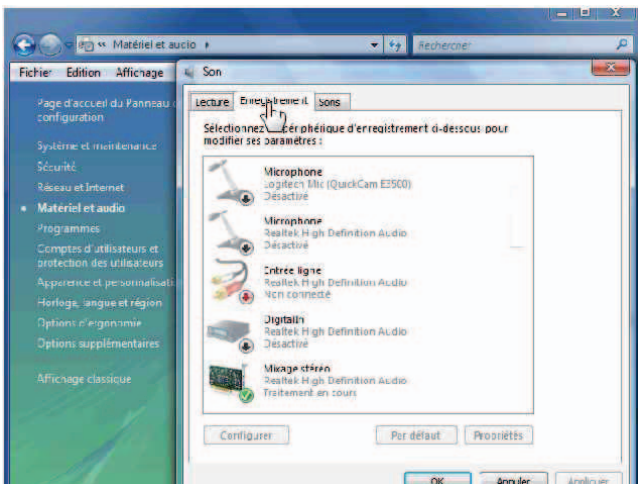 Matériel et audio
Rechercher
Fichier Edition Affichage
Page d'accueil du Panneau
configuration
Système et maintenance
Sécurité
Réseau et Internet
Matériel et audio
Programmes
Comptes d'utilisateurs et
protection des utilisateurs
Apparence et personnalisati
Horloge, langue et région
Options d'ergonomie
Options supplémentaires
Affichage classique
Son
Lecture Enregistrement Sons
Sélectionnez périphérique d'enregistrement ci-dessous pour
modifier ses paramètres :
Microphone
Logitech Mic (QuickCam E3500)
Désactivé
Microphone
Realtek High Definition Audio
Désactivé
Entrée ligne
Realtek High Definition Audio
Non connecté
DigitalIn
Realtek High Definition Audio
Désactivé
Mixage stéréo
Realtek High Definition Audio
Traitement en cours
Configurer Par défaut Propriétés
OK Annuler Appliquer